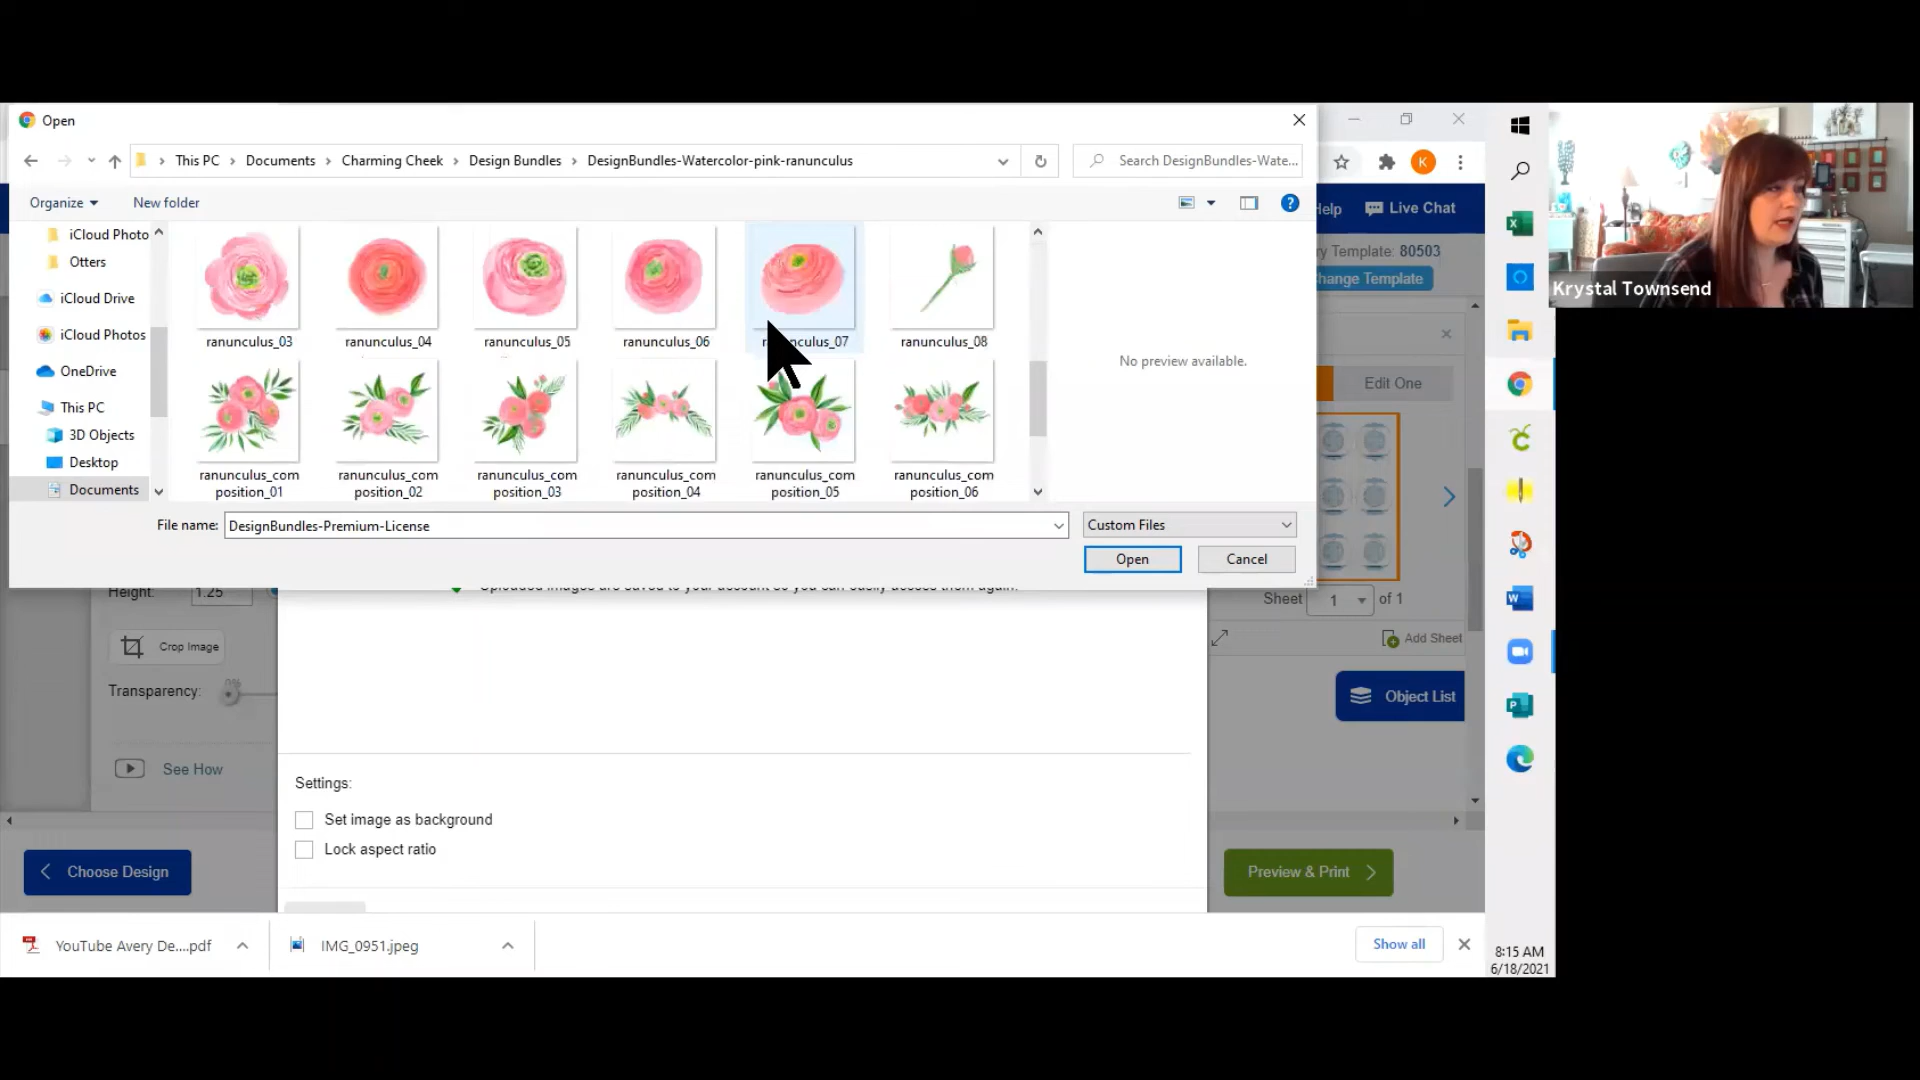 Open
This PC > Documents > Charming Cheek > Design Bundles > DesignBundles-Watercolor-pink-ranunculus
Search DesignBundles-Wate...
Organize
New folder
iCloud Photo
Otters
iCloud Drive
iCloud Photos
OneDrive
This PC
3D Objects
Desktop
Documents
ranunculus_03
ranunculus_04
ranunculus_05
ranunculus_06
ranunculus_08
ranunculus_com
position_01
ranunculus_com
position_02
ranunculus_com
position_03
ranunculus_com
position_04
ranunculus_com
position_05
ranunculus_com
position_06
No preview available.
File name: DesignBundles-Premium-License
Custom Files
Open
Cancel
K
Live Chat
Template: 80503
Template
Edit One
Sheet 1 of 1
Add Sheet
Object List
Height: 1.25
Crop Image
Transparency: 0%
See How
Settings:
Set image as background
Lock aspect ratio
Choose Design
Preview & Print
YouTube Avery De....pdf
IMG_0951.jpeg
Show all
8:15 AM
6/18/2021
Krystal Townsend